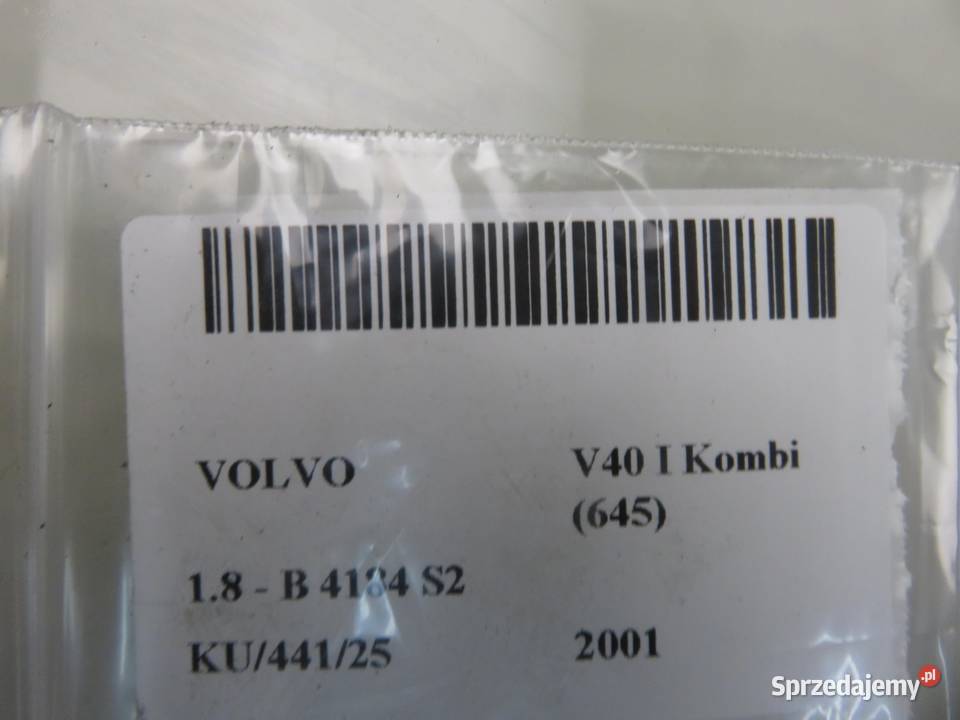 VOLVO
V40 I Kombi
(645)
1.8 - B 4184 S2
KU/441/25
2001
Sprzedajemy.pl